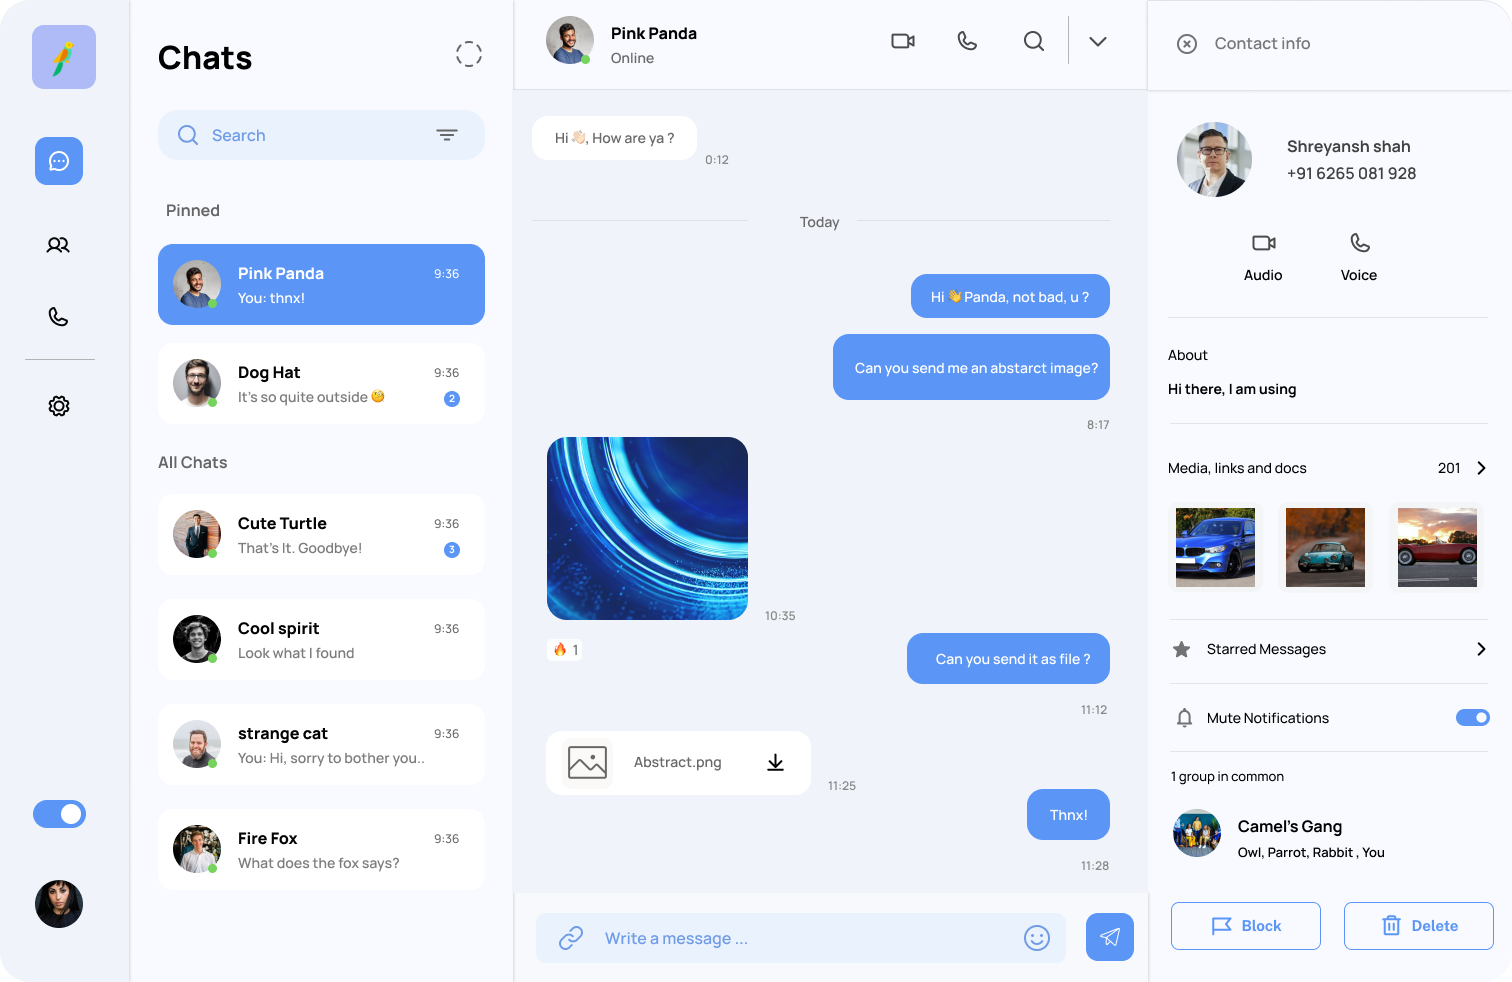 Chats
Search
Pinned
Pink Panda 9:36
You: thnx!
Dog Hat 9:36
It's so quite outside🧐 2
All Chats
Cute Turtle 9:36
That's It. Goodbye! 3
Cool spirit 9:36
Look what I found
strange cat 9:36
You: Hi, sorry to bother you..
Fire Fox 9:36
What does the fox says?
Pink Panda
Online
Hi👋🏻, How are ya ?
0:12
Today
Hi👋Panda, not bad, u ?
Can you send me an abstarct image?
8:17
10:35
🔥 1
Can you send it as file ?
11:12
Abstract.png
11:25
Thnx!
11:28
Write a message ...
Contact info
Shreyansh shah
+91 6265 081 928
Audio Voice
About
Hi there, I am using
Media, links and docs 201
Starred Messages
Mute Notifications
1 group in common
Camel's Gang
Owl, Parrot, Rabbit , You
Block Delete